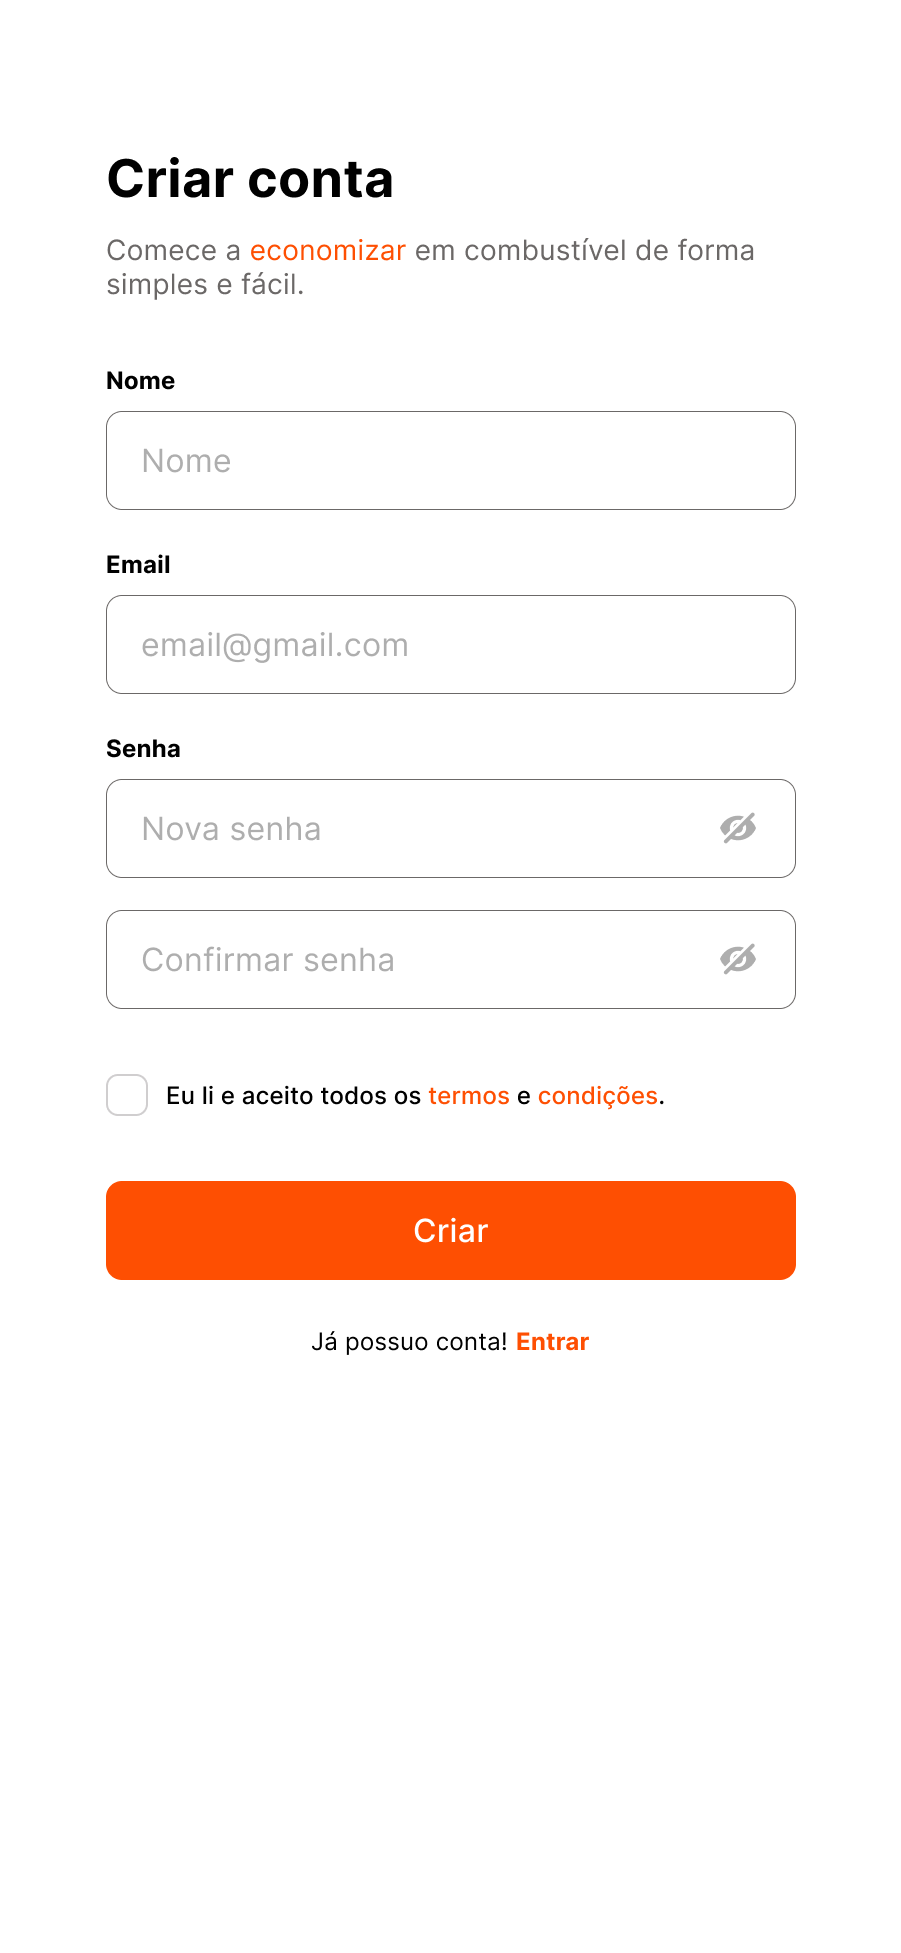 Criar conta
Comece a economizar em combustível de forma
simples e fácil.
Nome
Nome
Email
email@gmail.com
Senha
Nova senha
Confirmar senha
Eu li e aceito todos os termos e condições.
Criar
Já possuo conta! Entrar